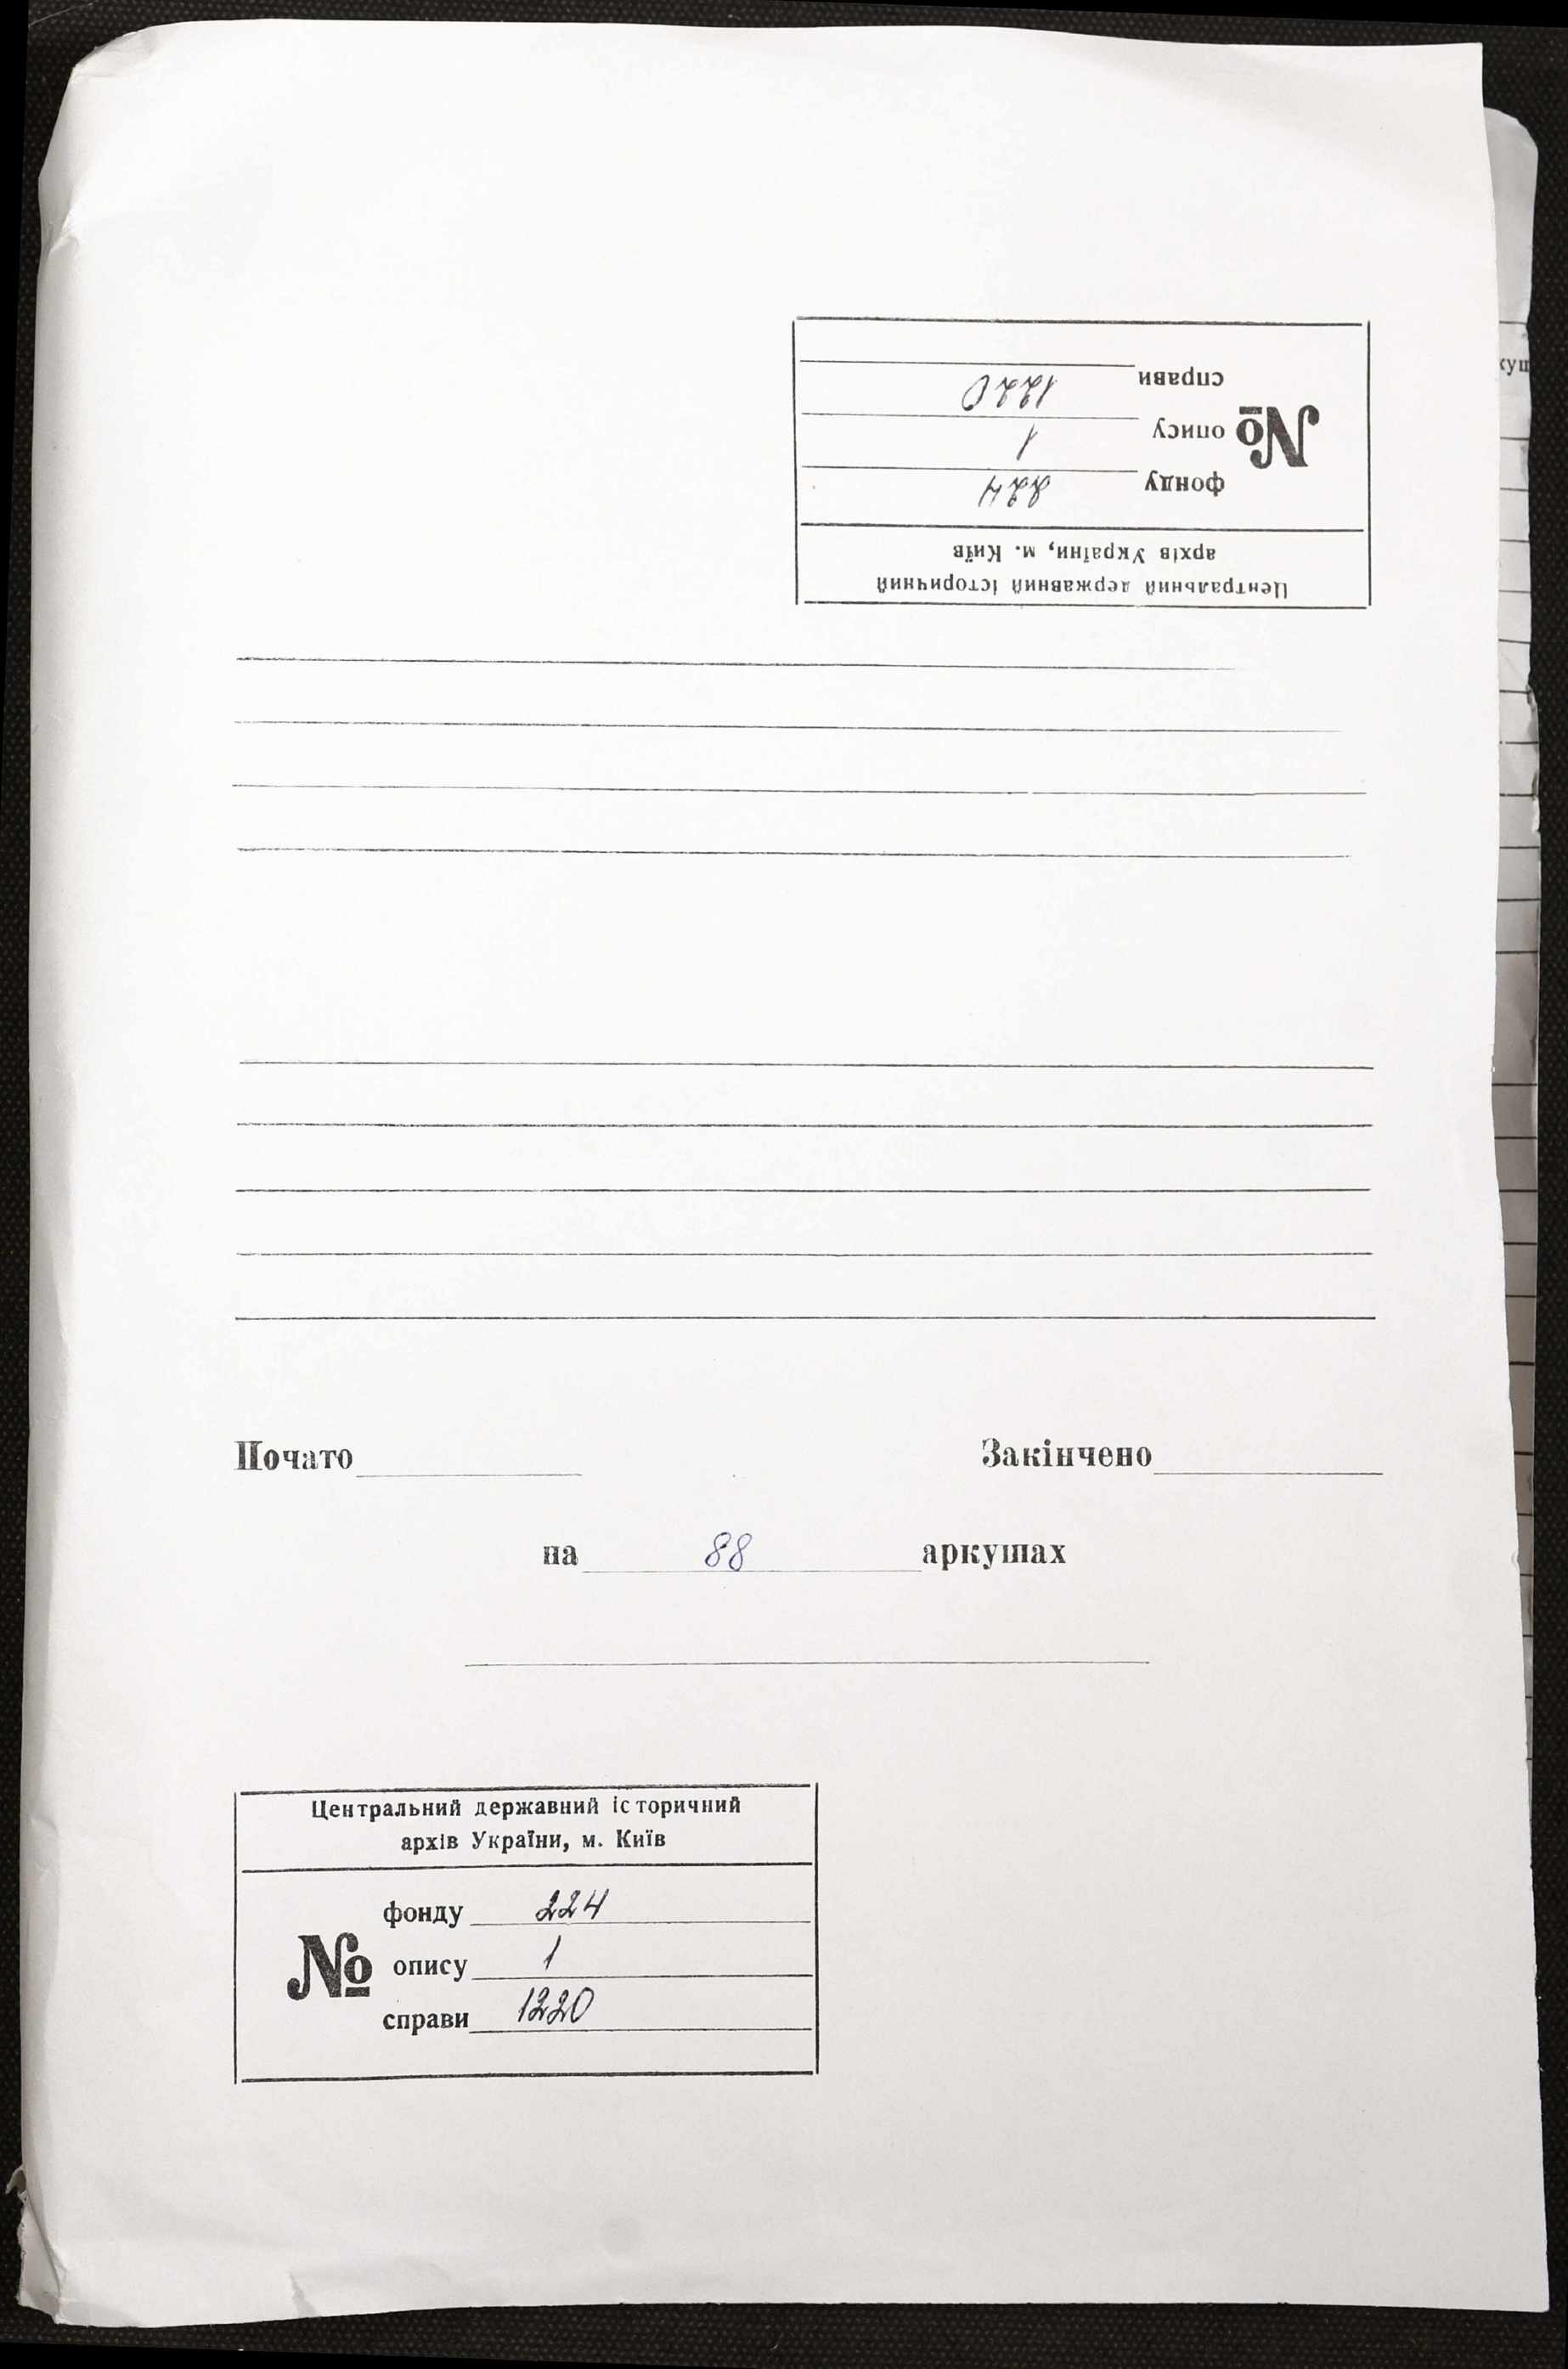 справи 1220
№ опису 1
фонду 224
архів України, м. Київ
Центральний державний історичний
Почато
Закінчено
на 88 аркушах
Центральний державний історичний
архів України, м. Київ
фонду 224
№ опису 1
справи 1220